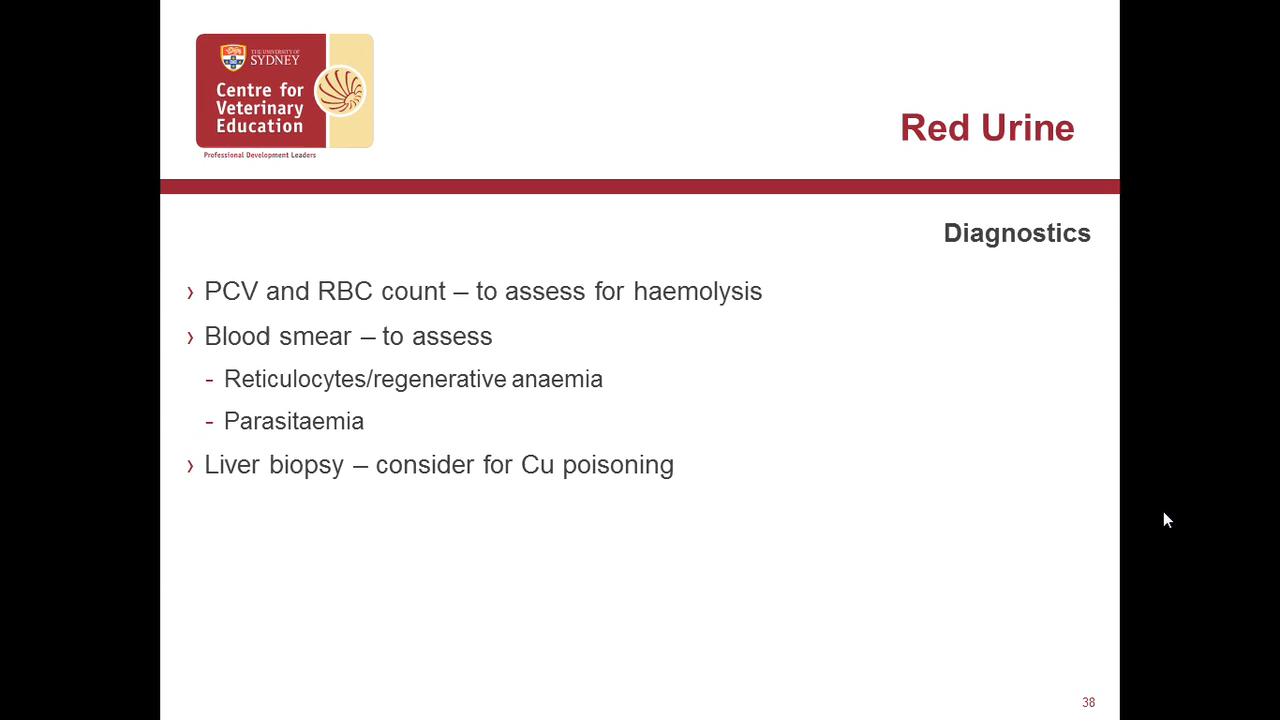 THE UNIVERSITY OF
SYDNEY
Centre for
Veterinary
Education
Professional Development Leaders
Red Urine
Diagnostics
› PCV and RBC count – to assess for haemolysis
› Blood smear – to assess
- Reticulocytes/regenerative anaemia
- Parasitaemia
› Liver biopsy – consider for Cu poisoning
38